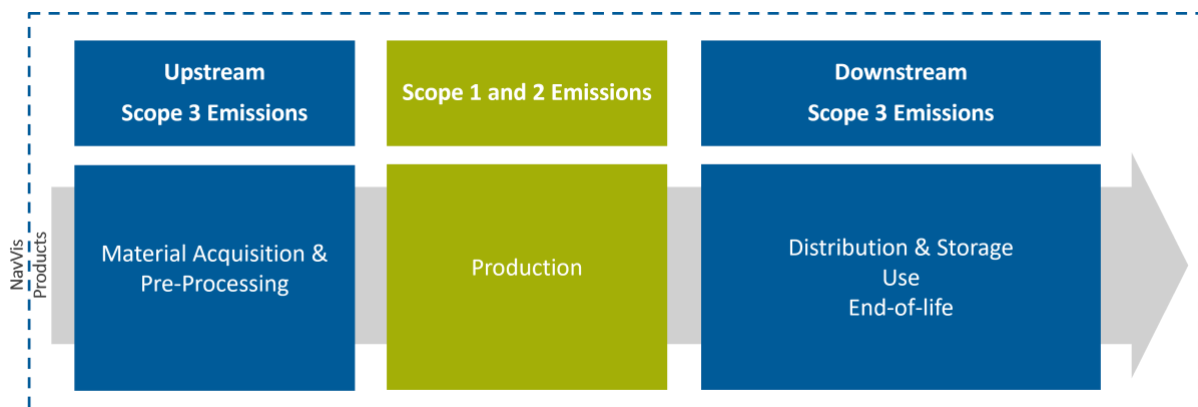 Upstream
Scope 3 Emissions
Scope 1 and 2 Emissions
Downstream
Scope 3 Emissions
NavVis
Products
Material Acquisition &
Pre-Processing
Production
Distribution & Storage
Use
End-of-life